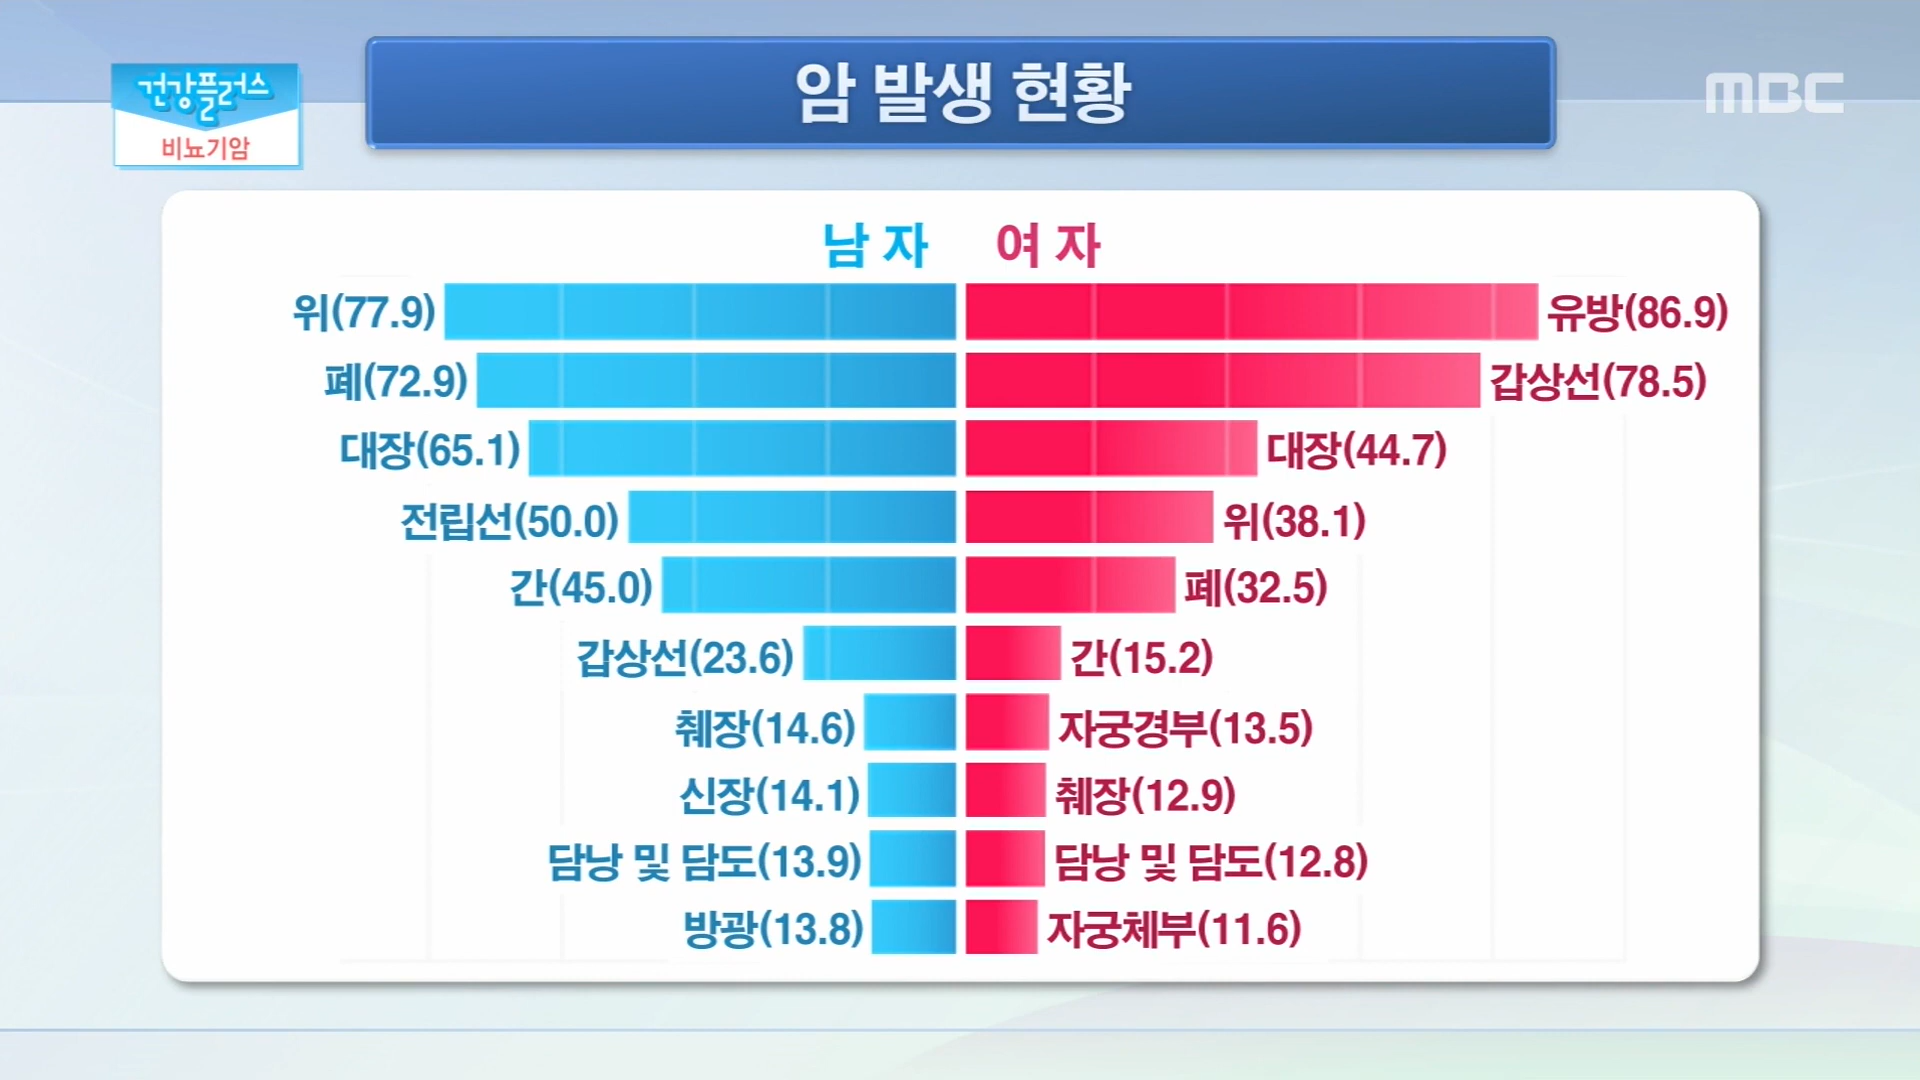 암 발생 현황
건강플러스
비뇨기암
MBC
남 자 여 자
위(77.9) 유방(86.9)
폐(72.9) 갑상선(78.5)
대장(65.1) 대장(44.7)
전립선(50.0) 위(38.1)
간(45.0) 폐(32.5)
갑상선(23.6) 간(15.2)
췌장(14.6) 자궁경부(13.5)
신장(14.1) 췌장(12.9)
담낭 및 담도(13.9) 담낭 및 담도(12.8)
방광(13.8) 자궁체부(11.6)